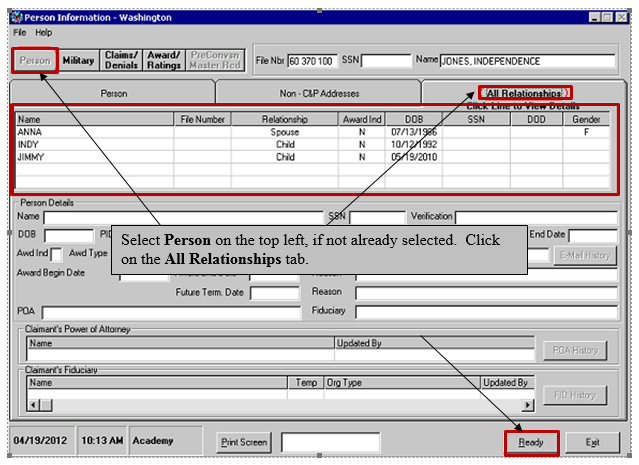 Person Information - Washington
File Help
Person Military Claims/ Denials Award/ Ratings PreConvsn Master Rcd File Nbr 60 370 100 SSN Name JONES, INDEPENDENCE
Person Non - C&P Addresses All Relationships
Click Line to View Details
Name File Number Relationship Award Ind DOB SSN DOD Gender
ANNA Spouse N 07/13/1986 F
INDY Child N 10/12/1992
JIMMY Child N 05/19/2010
Person Details
Name SSN Verification
DOB End Date
Select Person on the top left, if not already selected. Click
on the All Relationships tab.
Awd Ind Awd Type E-Mail History
Award Begin Date
Future Term. Date Reason
POA Fiduciary
Claimant's Power of Attorney
Name Updated By
POA History
Claimant's Fiduciary
Name Temp Org Type Updated By
FID History
04/19/2012 10:13 AM Academy Print Screen Ready Exit